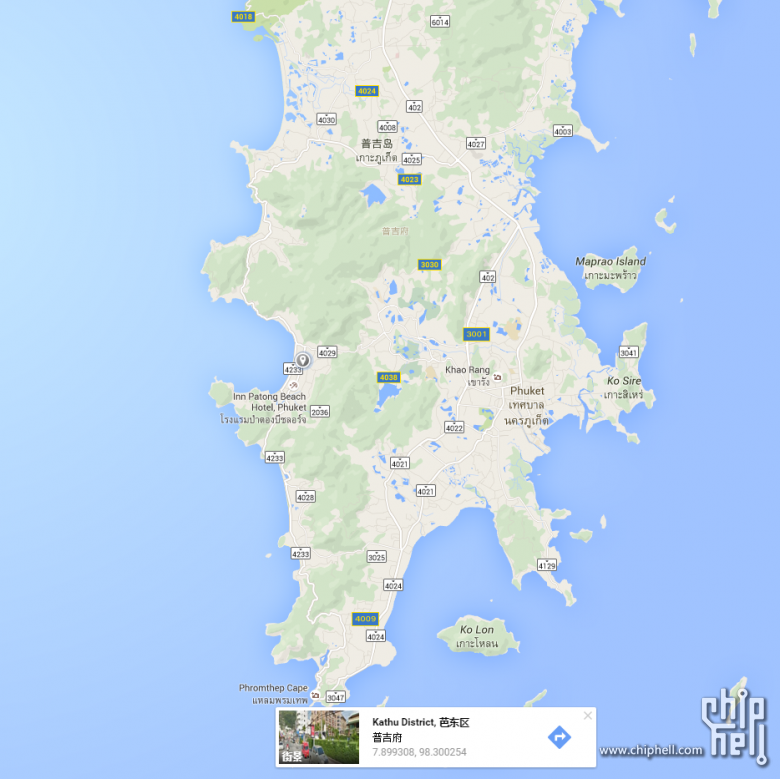 4018
6014
4024
402
4030
4008
4003
4027
普吉岛
เกาะภูเก็ต
4025
4023
普吉府
3030
Maprao Island
เกาะมะพร้าว
402
3001
4029
4233
3041
Khao Rang
เขารัง
4038
Ko Sire
เกาะสิเหร่
Inn Patong Beach
Hotel, Phuket
โรงแรมป่าตองบีชลอร์จ
2036
Phuket
เทศบาล
นครภูเก็ต
4022
4233
4021
4021
4028
4233
3025
4129
4024
4009
4024
Ko Lon
เกาะโหลน
Phromthep Cape
แหลมพรมเทพ
3047
Kathu District, 芭东区
普吉府
7.899308, 98.300254
街景
chip
hell
www.chiphell.com